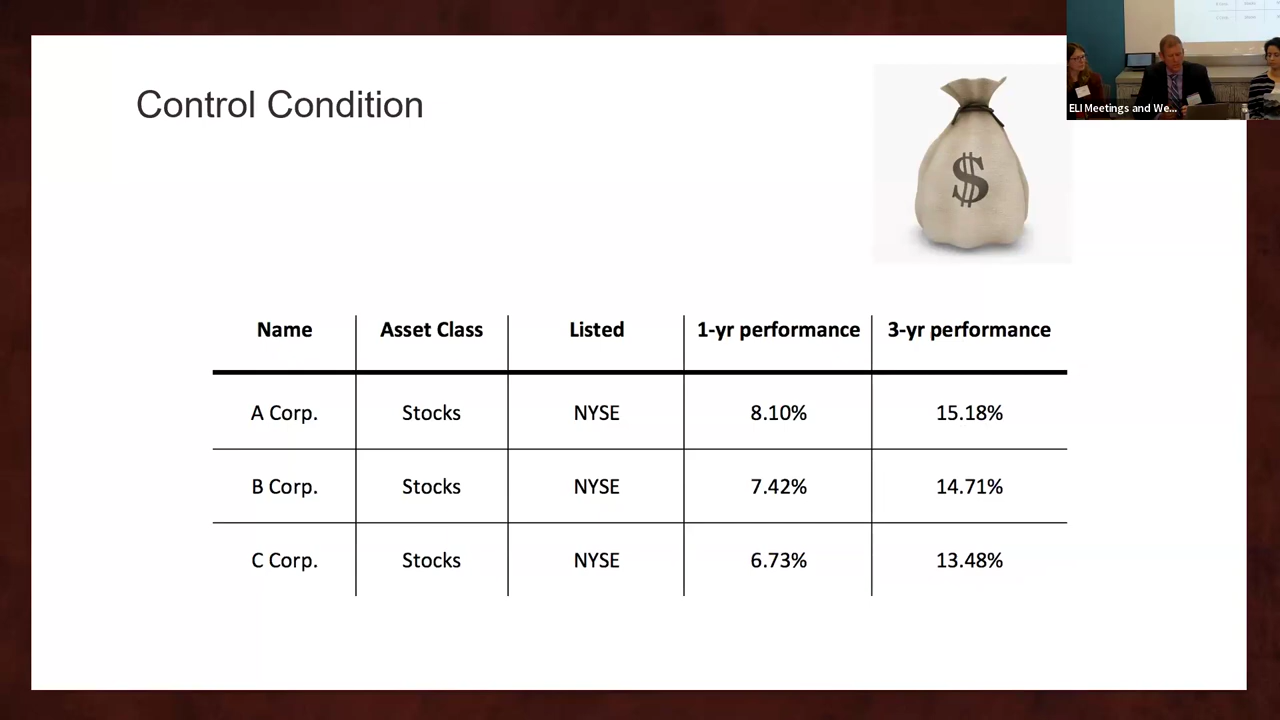 Control Condition
$
ELI Meetings and We...
Name Asset Class Listed 1-yr performance 3-yr performance
A Corp. Stocks NYSE 8.10% 15.18%
B Corp. Stocks NYSE 7.42% 14.71%
C Corp. Stocks NYSE 6.73% 13.48%